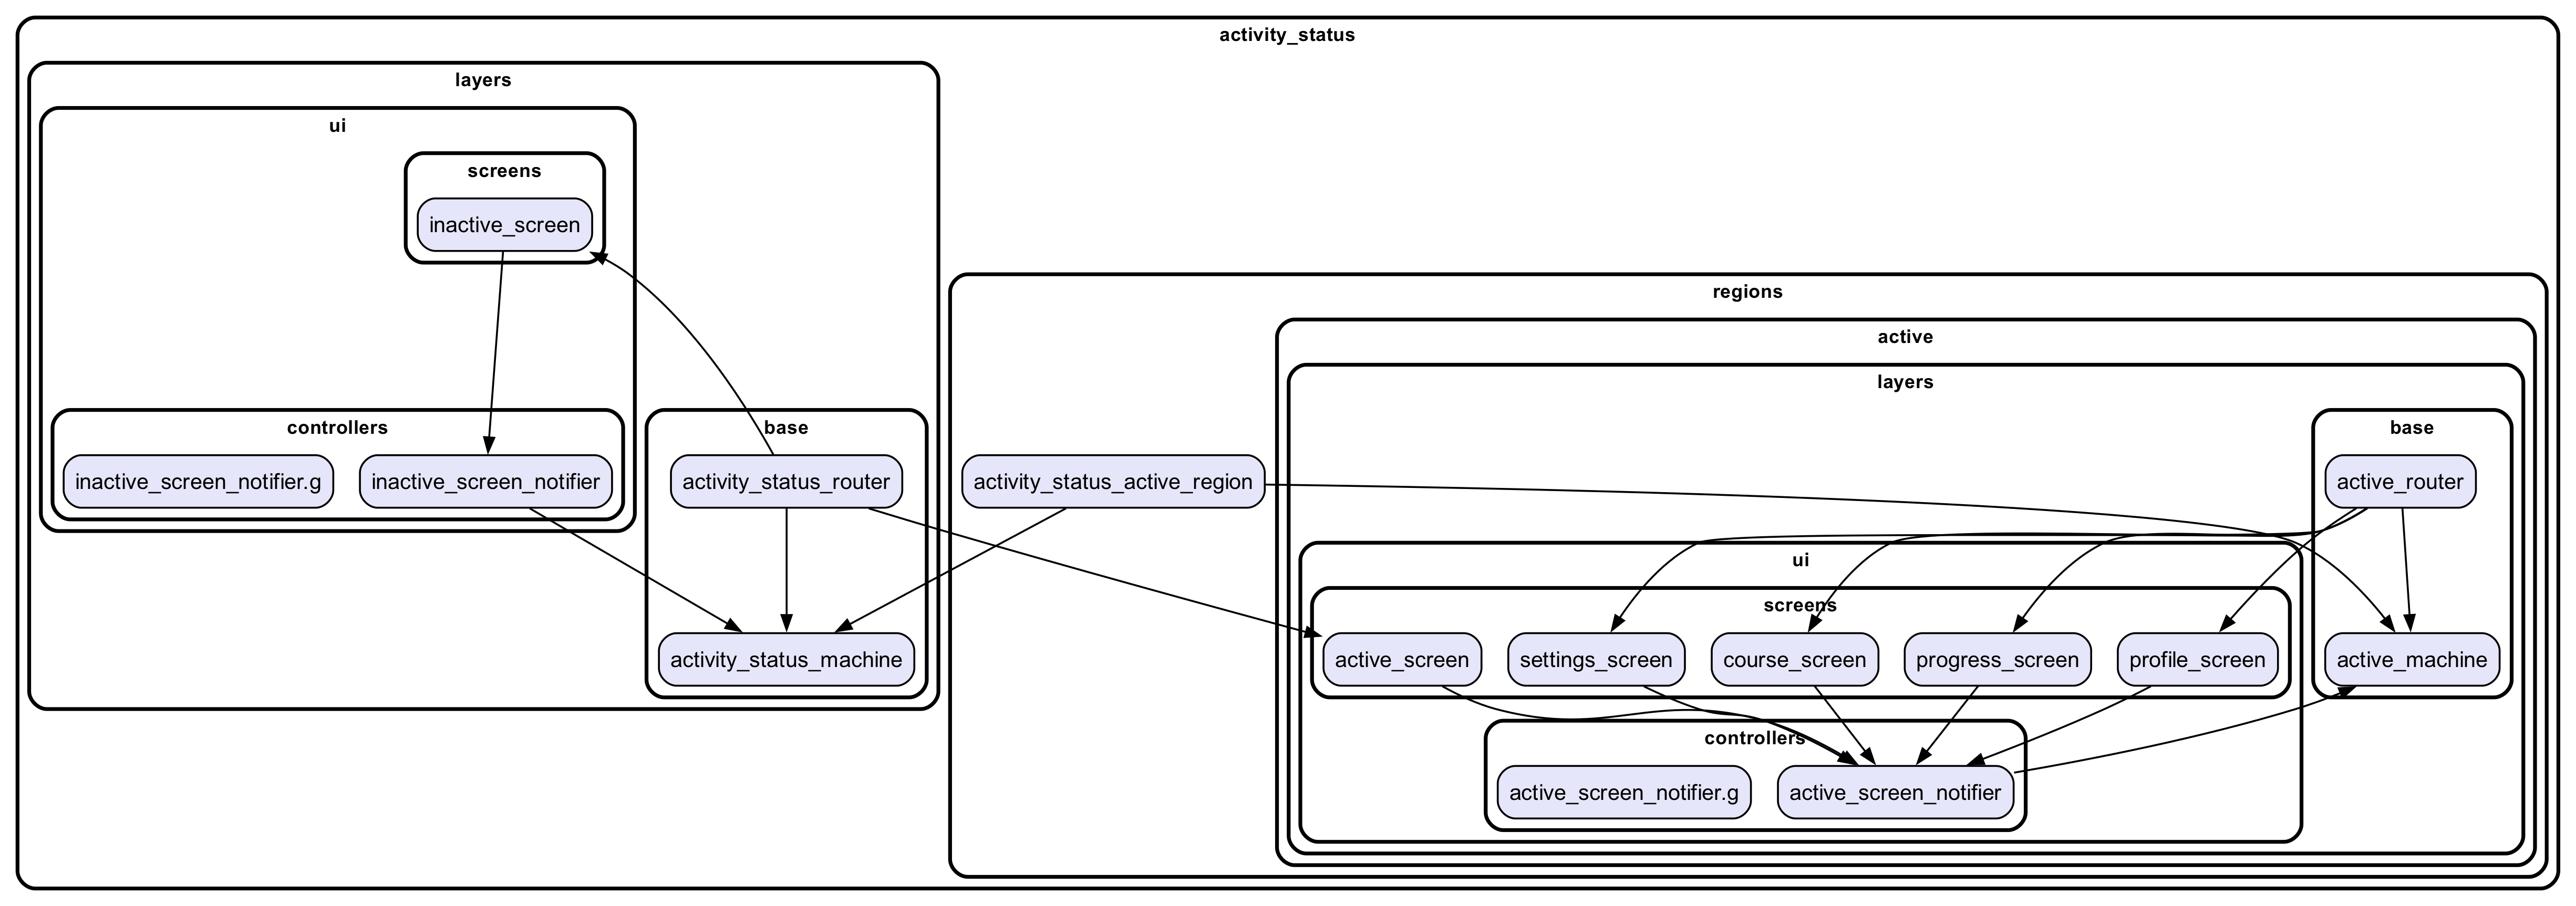 activity_status
layers
ui
screens
inactive_screen
controllers
inactive_screen_notifier.g
inactive_screen_notifier
base
activity_status_router
activity_status_machine
regions
activity_status_active_region
active
layers
base
active_router
active_machine
ui
screens
active_screen
settings_screen
course_screen
progress_screen
profile_screen
controllers
active_screen_notifier.g
active_screen_notifier